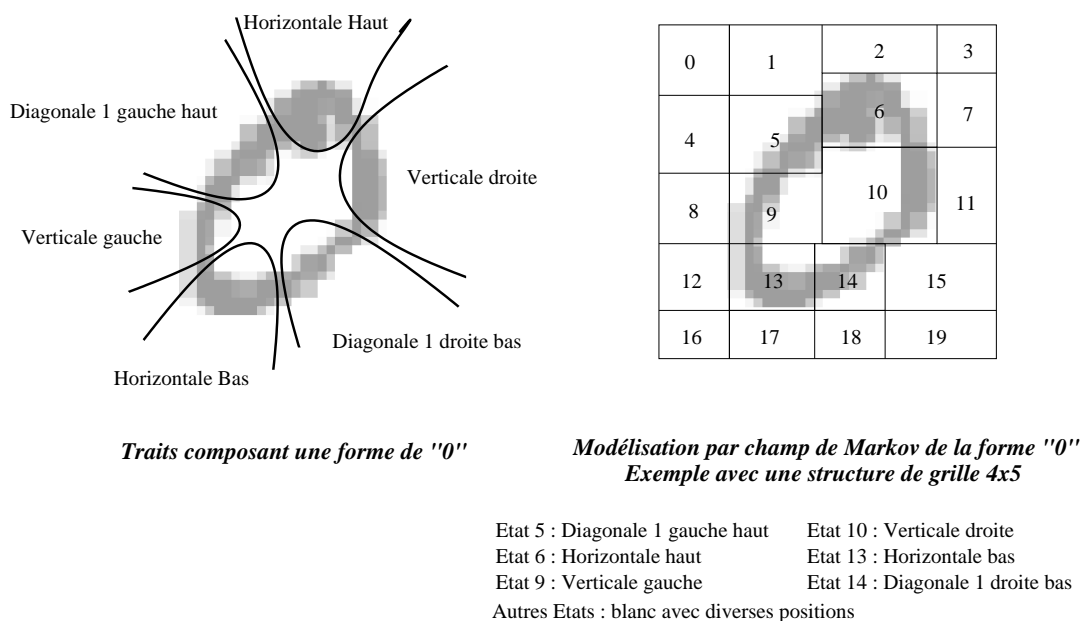 Horizontale Haut
Diagonale 1 gauche haut
Verticale droite
Verticale gauche
Diagonale 1 droite bas
Horizontale Bas
Traits composant une forme de "0"
0 1 2 3
4 5 6 7
8 9 10 11
12 13 14 15
16 17 18 19
Modélisation par champ de Markov de la forme "0"
Exemple avec une structure de grille 4x5
Etat 5 : Diagonale 1 gauche haut Etat 10 : Verticale droite
Etat 6 : Horizontale haut Etat 13 : Horizontale bas
Etat 9 : Verticale gauche Etat 14 : Diagonale 1 droite bas
Autres Etats : blanc avec diverses positions